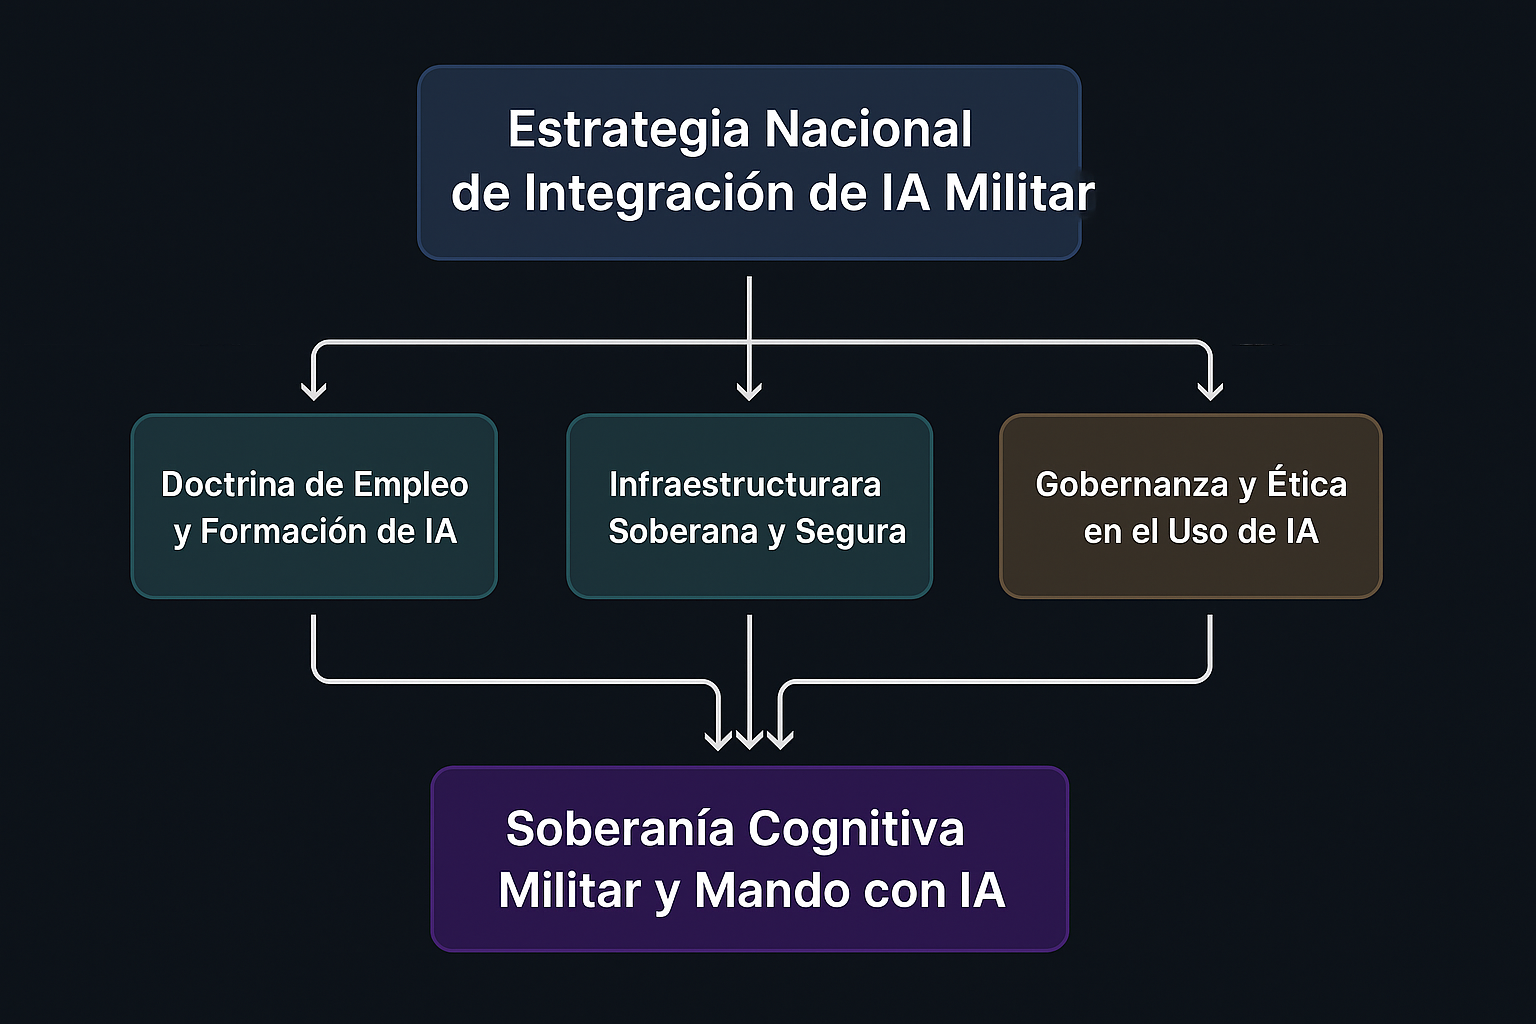 Estrategia Nacional
de Integración de IA Militar
Doctrina de Empleo
y Formación de IA
Infraestructurara
Soberana y Segura
Gobernanza y Ética
en el Uso de IA
Soberanía Cognitiva
Militar y Mando con IA